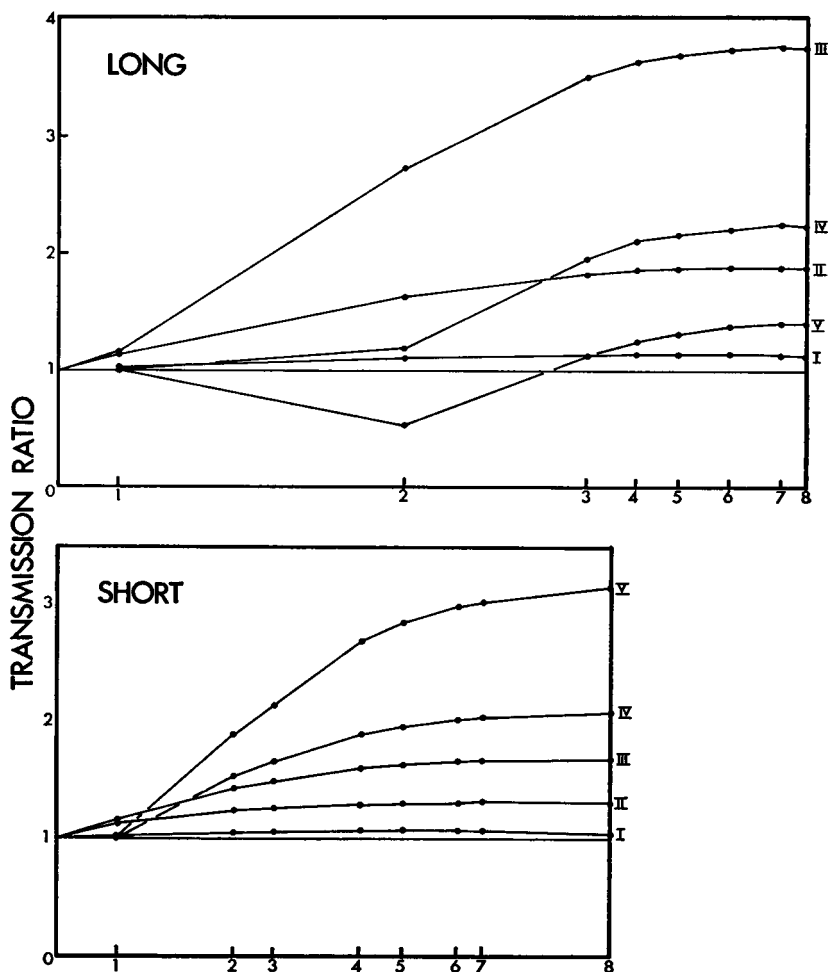 TRANSMISSION RATIO
LONG
4
3
2
1
0
1 2 3 4 5 6 7 8
III
IV
II
V
I
SHORT
3
2
1
0
1 2 3 4 5 6 7 8
V
IV
III
II
I